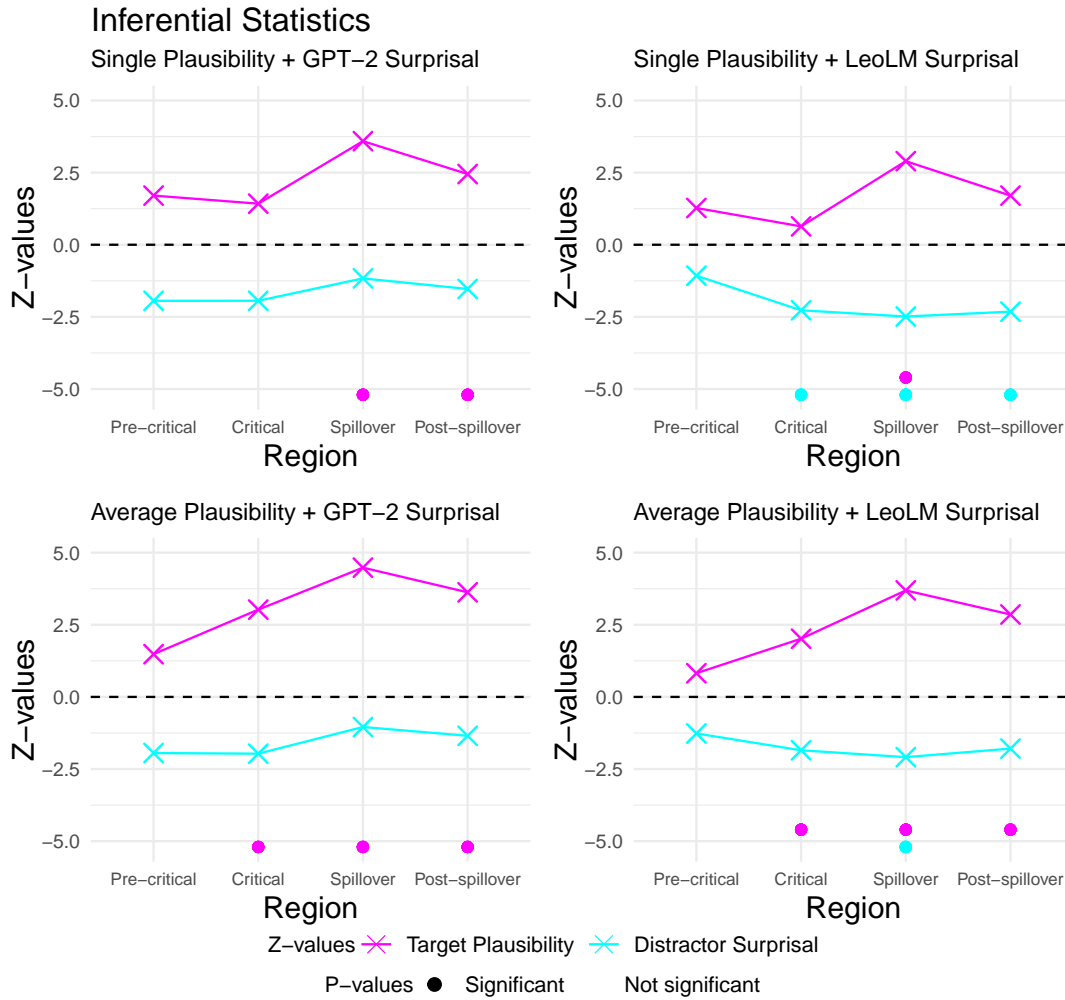 Inferential Statistics
Single Plausibility + GPT−2 Surprisal
5.0
2.5
0.0
−2.5
−5.0
Z−values
Pre−critical Critical Spillover Post−spillover
Region
Single Plausibility + LeoLM Surprisal
5.0
2.5
0.0
−2.5
−5.0
Z−values
Pre−critical Critical Spillover Post−spillover
Region
Average Plausibility + GPT−2 Surprisal
5.0
2.5
0.0
−2.5
−5.0
Z−values
Pre−critical Critical Spillover Post−spillover
Region
Average Plausibility + LeoLM Surprisal
5.0
2.5
0.0
−2.5
−5.0
Z−values
Pre−critical Critical Spillover Post−spillover
Region
Z−values Target Plausibility Distractor Surprisal
P−values Significant Not significant